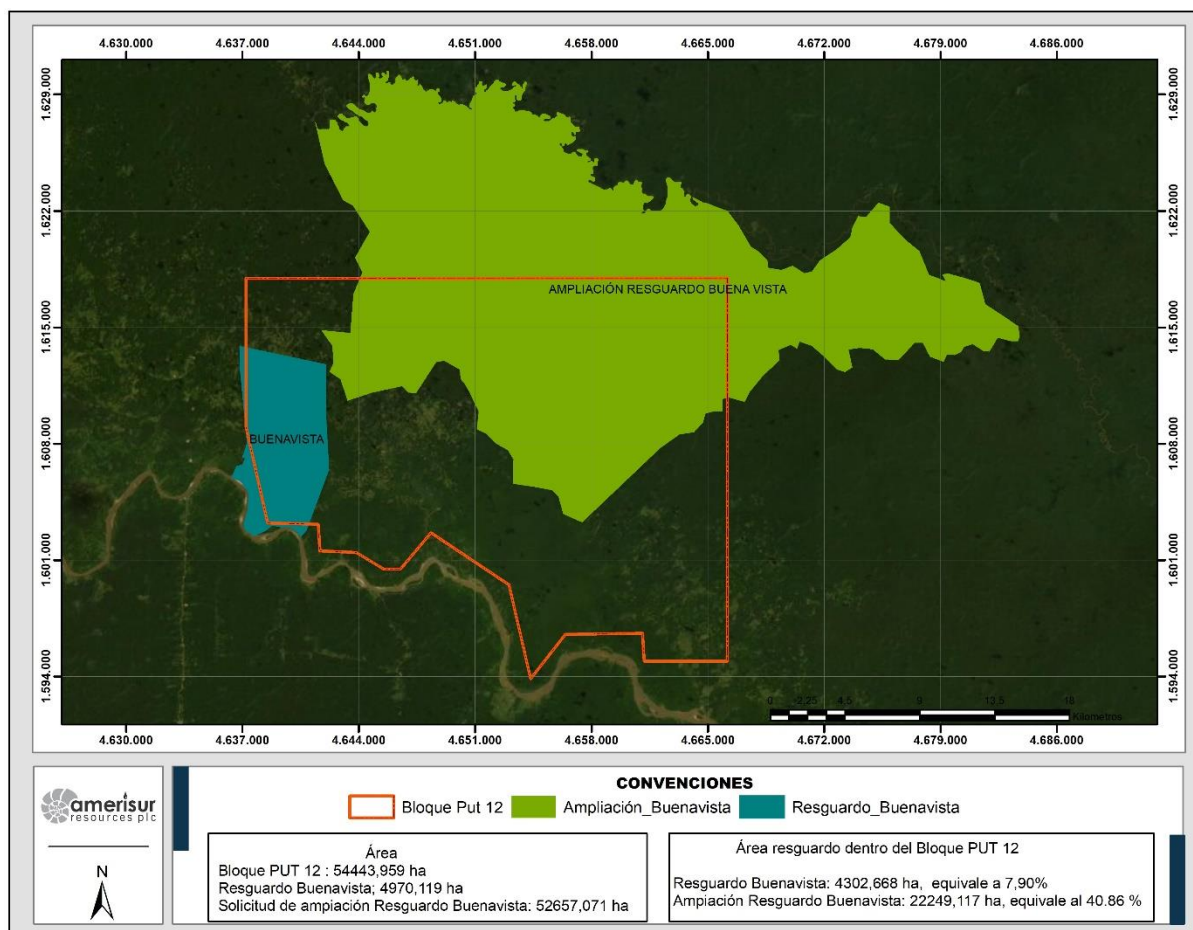 4.630.000 4.637.000 4.644.000 4.651.000 4.658.000 4.665.000 4.672.000 4.679.000 4.686.000
1.629.000 1.629.000
1.622.000 1.622.000
AMPLIACIÓN RESGUARDO BUENA VISTA
1.615.000 1.615.000
BUENAVISTA
1.608.000 1.608.000
1.601.000 1.601.000
1.594.000 1.594.000
0 2,25 4,5 9 13,5 18
Kilometros
4.630.000 4.637.000 4.644.000 4.651.000 4.658.000 4.665.000 4.672.000 4.679.000 4.686.000
amerisur
resources plc
N
CONVENCIONES
Bloque Put 12 Ampliación_Buenavista Resguardo_Buenavista
Área
Bloque PUT 12 : 54443,959 ha
Resguardo Buenavista; 4970,119 ha
Solicitud de ampiación Resguardo Buenavista: 52657,071 ha
Área resguardo dentro del Bloque PUT 12
Resguardo Buenavista: 4302,668 ha, equivale a 7,90%
Ampiación Resguardo Buenavista: 22249,117 ha, equivale al 40.86 %